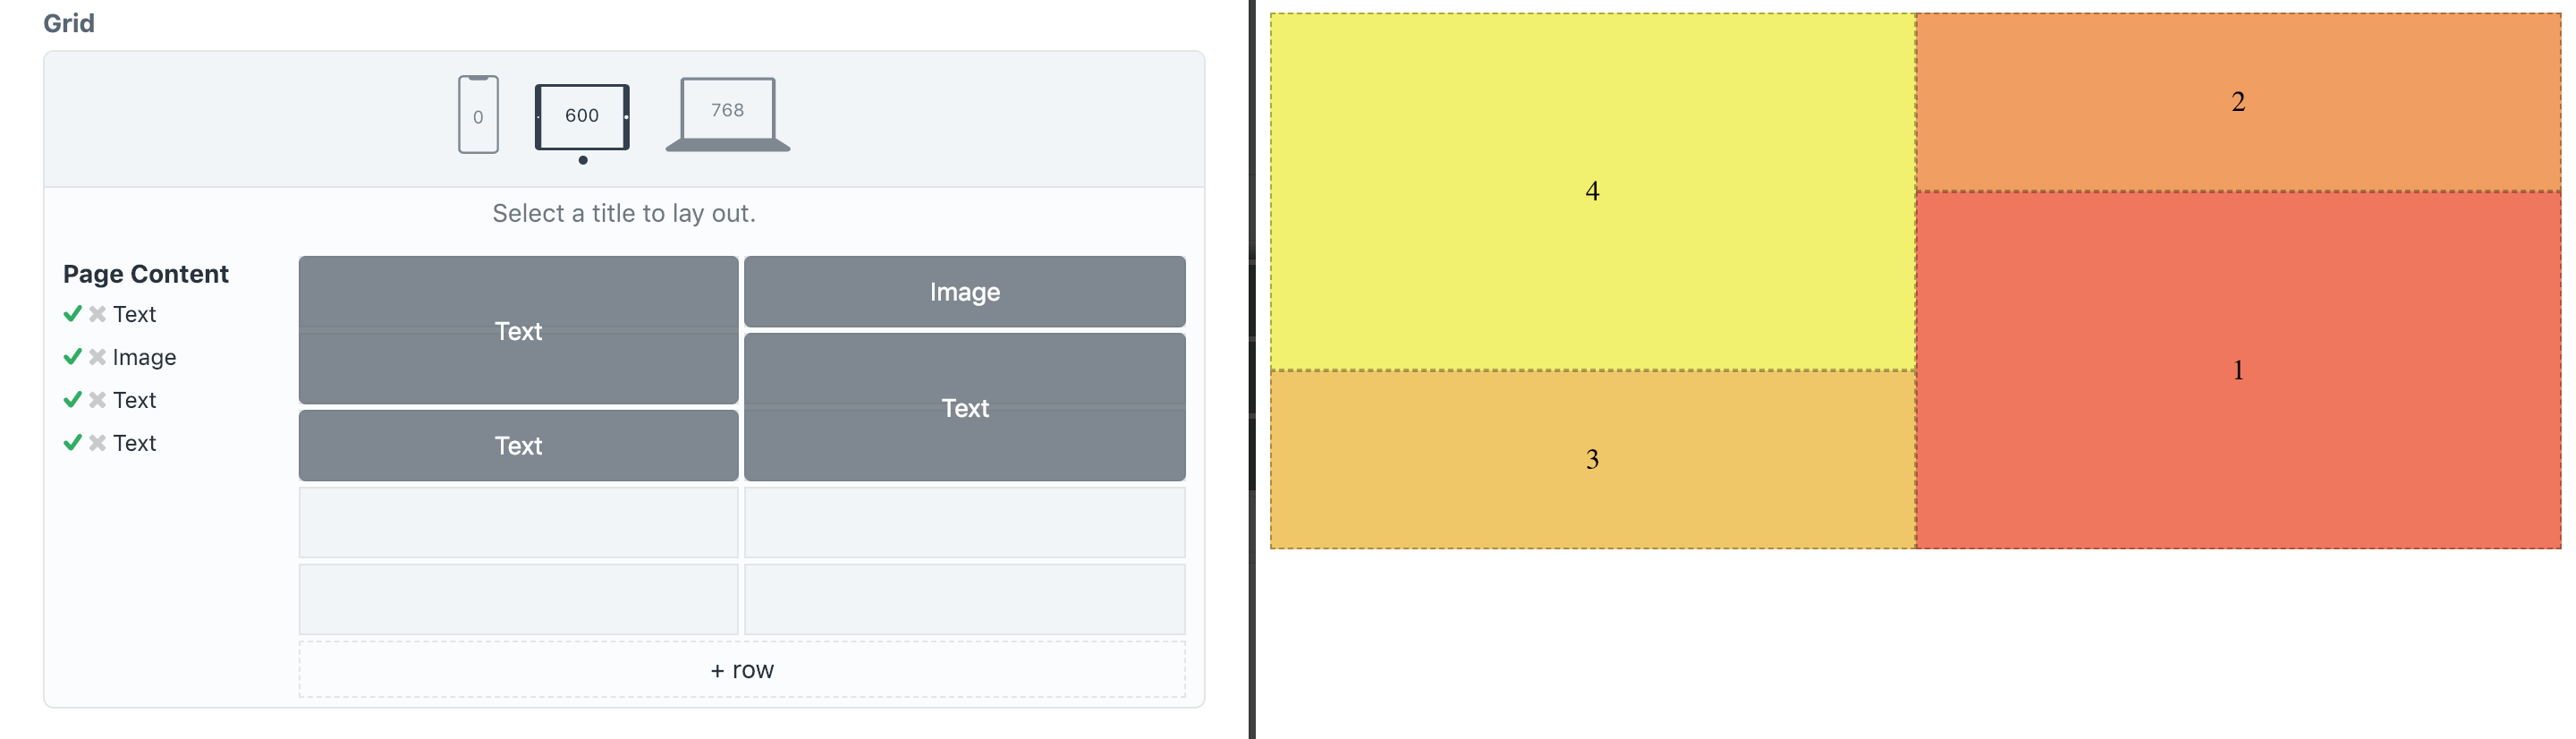 Grid
0
600
768
Select a title to lay out.
Page Content
Text
Image
Text
Text
Text
Image
Text
Text
+ row
4
2
1
3